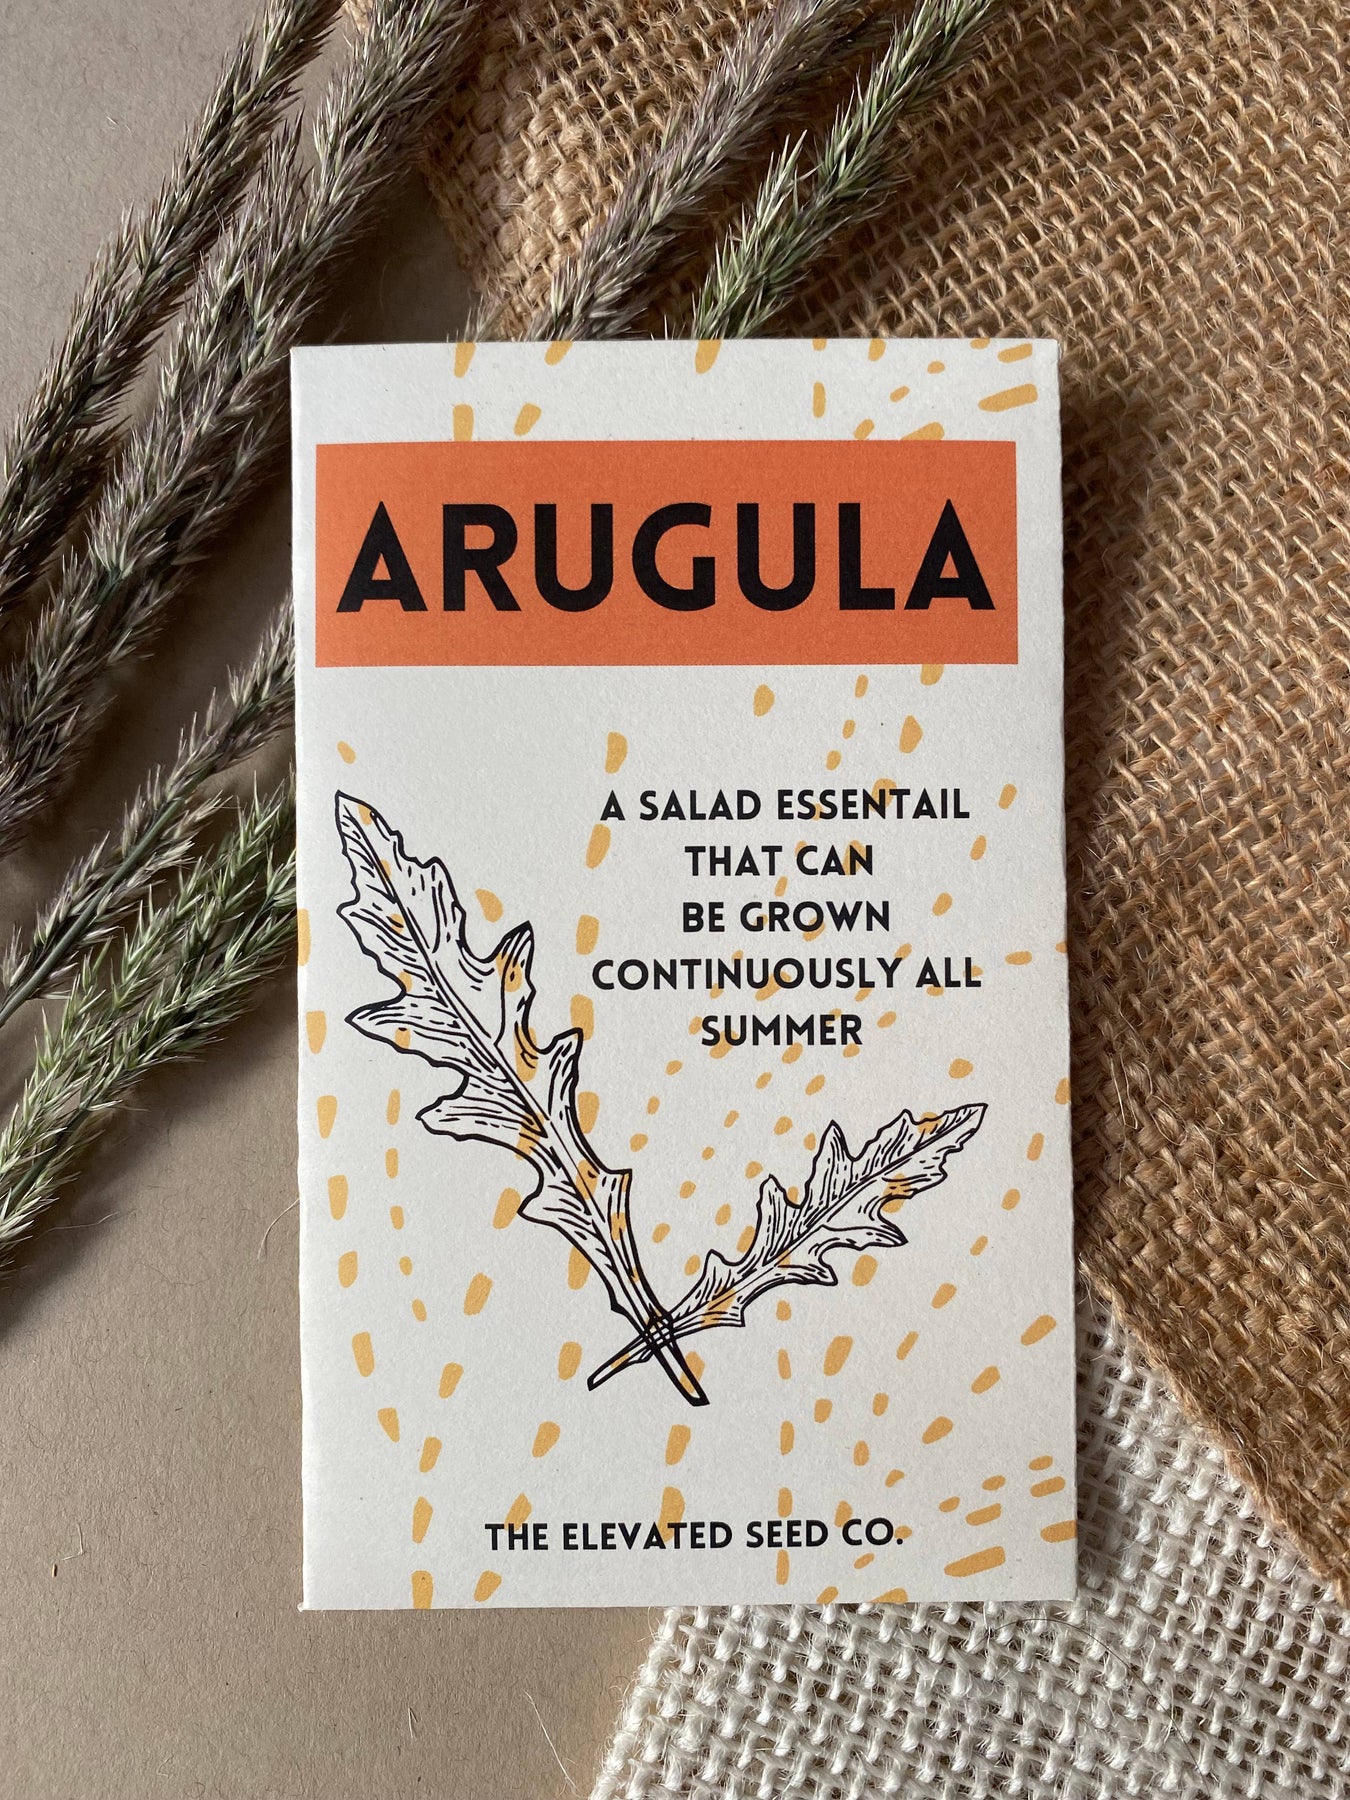 ARUGULA
A SALAD ESSENTAIL
THAT CAN
BE GROWN
CONTINUOUSLY ALL
SUMMER
THE ELEVATED SEED CO.